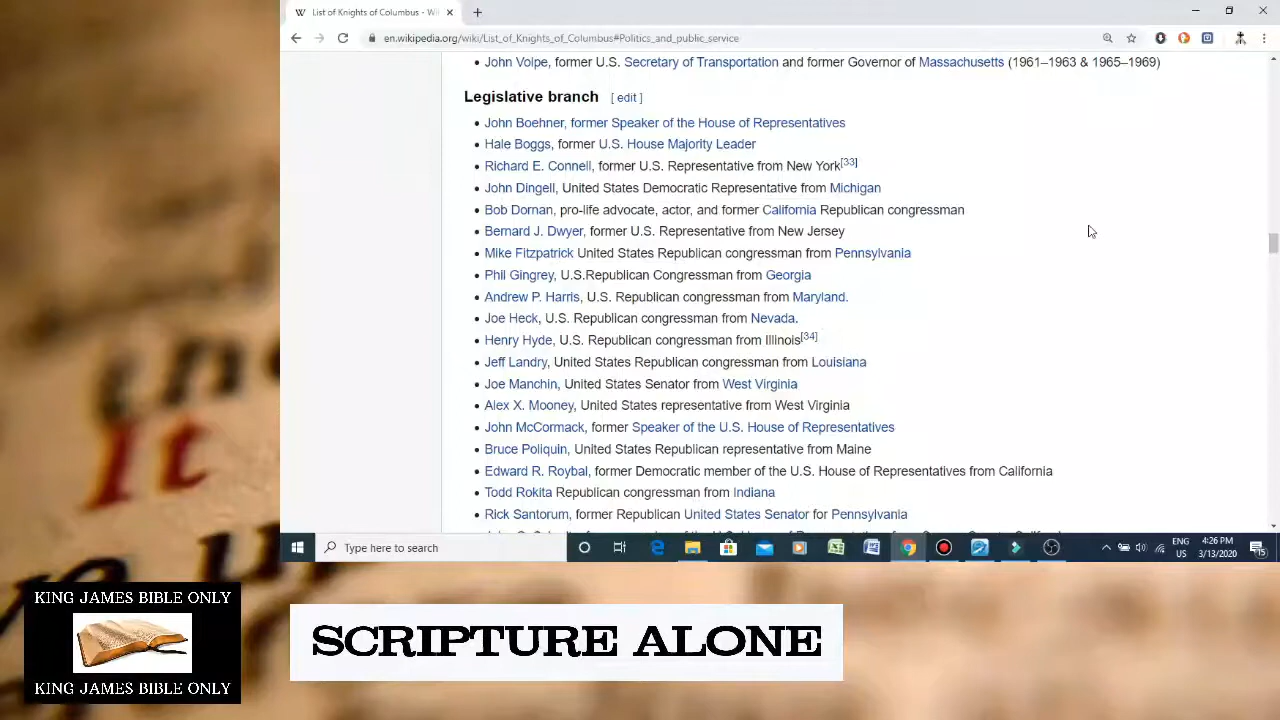 List of Knights of Columbus - Wi
en.wikipedia.org/wiki/List_of_Knights_of_Columbus#Politics_and_public_service
John Volpe, former U.S. Secretary of Transportation and former Governor of Massachusetts (1961–1963 & 1965–1969)
Legislative branch [ edit ]
John Boehner, former Speaker of the House of Representatives
Hale Boggs, former U.S. House Majority Leader
Richard E. Connell, former U.S. Representative from New York[33]
John Dingell, United States Democratic Representative from Michigan
Bob Dornan, pro-life advocate, actor, and former California Republican congressman
Bernard J. Dwyer, former U.S. Representative from New Jersey
Mike Fitzpatrick United States Republican congressman from Pennsylvania
Phil Gingrey, U.S.Republican Congressman from Georgia
Andrew P. Harris, U.S. Republican congressman from Maryland.
Joe Heck, U.S. Republican congressman from Nevada.
Henry Hyde, U.S. Republican congressman from Illinois[34]
Jeff Landry, United States Republican congressman from Louisiana
Joe Manchin, United States Senator from West Virginia
Alex X. Mooney, United States representative from West Virginia
John McCormack, former Speaker of the U.S. House of Representatives
Bruce Poliquin, United States Republican representative from Maine
Edward R. Roybal, former Democratic member of the U.S. House of Representatives from California
Todd Rokita Republican congressman from Indiana
Rick Santorum, former Republican United States Senator for Pennsylvania
Type here to search
ENG
US
4:26 PM
3/13/2020
15
It
KING JAMES BIBLE ONLY
KING JAMES BIBLE ONLY
SCRIPTURE ALONE